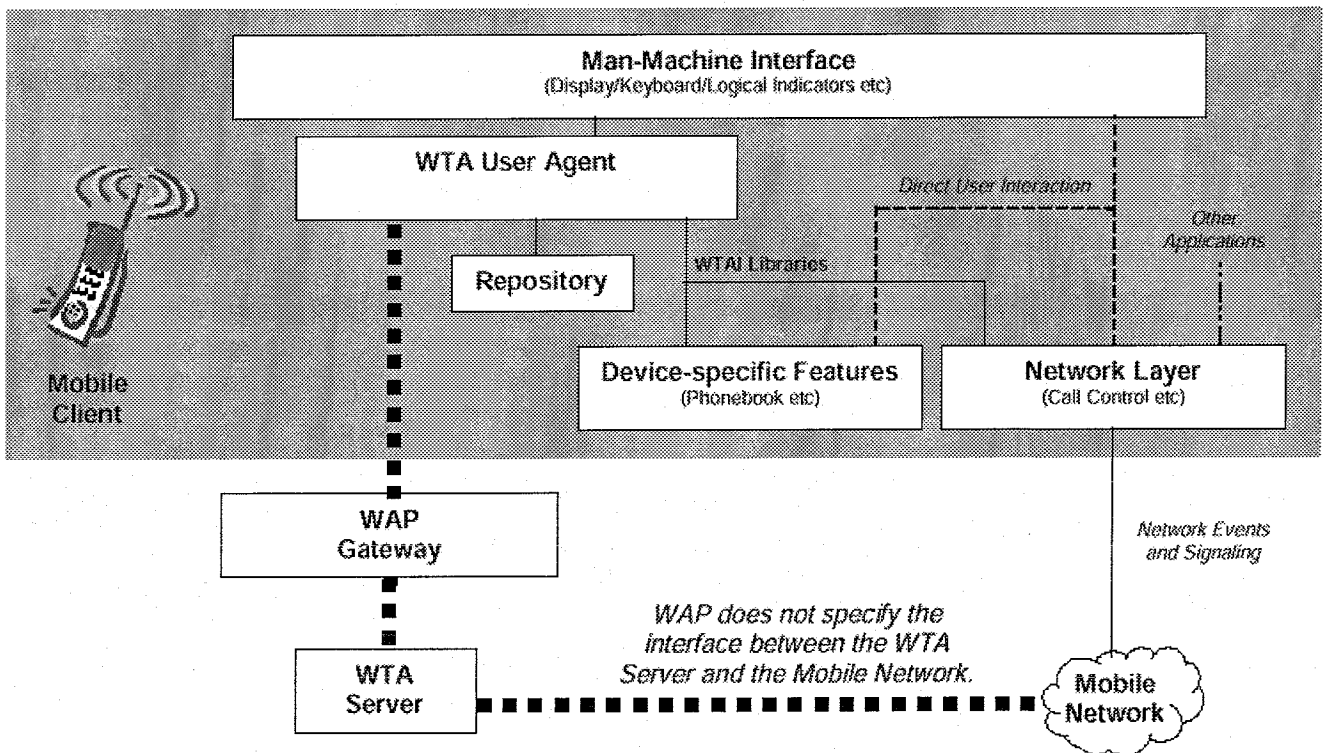 Man-Machine Interface
(Display/Keyboard/Logical Indicators etc)
WTA User Agent
Direct User Interaction
Other
Applications
WTAI Libraries
Repository
Device-specific Features
(Phonebook etc)
Network Layer
(Call Control etc)
Mobile
Client
WAP
Gateway
Network Events
and Signaling
WAP does not specify the
interface between the WTA
Server and the Mobile Network.
WTA
Server
Mobile
Network